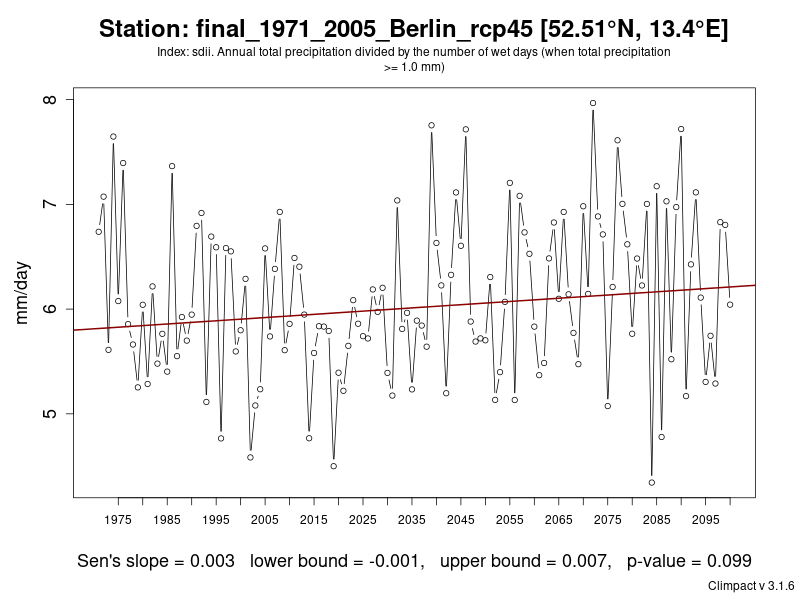 Station: final_1971_2005_Berlin_rcp45 [52.51°N, 13.4°E]
Index: sdii. Annual total precipitation divided by the number of wet days (when total precipitation
>= 1.0 mm)
8
7
6
5
mm/day
1975 1985 1995 2005 2015 2025 2035 2045 2055 2065 2075 2085 2095
Sen's slope = 0.003 lower bound = -0.001, upper bound = 0.007, p-value = 0.099
Climpact v 3.1.6